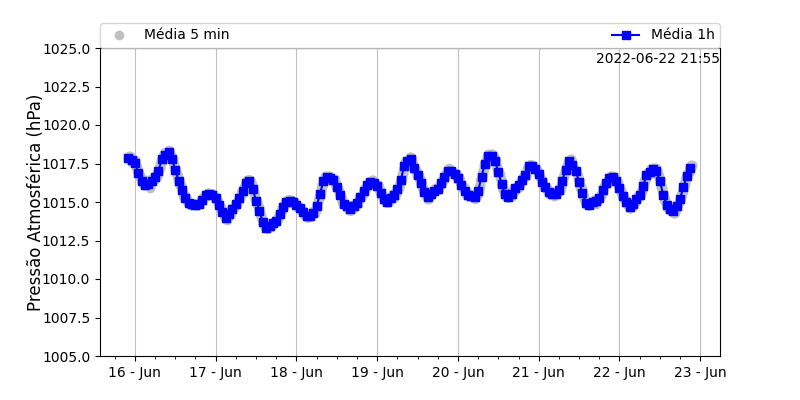 Média 5 min
Média 1h
2022-06-22 21:55
Pressão Atmosférica (hPa)
1025.0
1022.5
1020.0
1017.5
1015.0
1012.5
1010.0
1007.5
1005.0
16 - Jun
17 - Jun
18 - Jun
19 - Jun
20 - Jun
21 - Jun
22 - Jun
23 - Jun